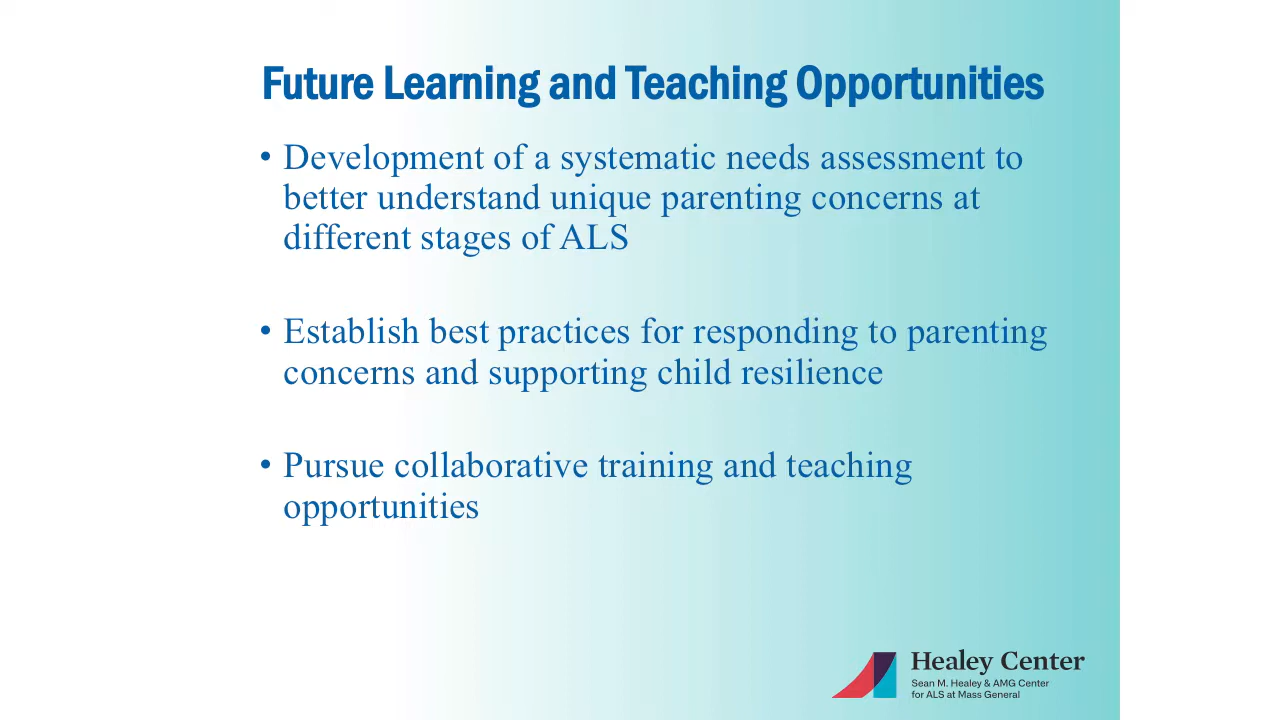 Future Learning and Teaching Opportunities
• Development of a systematic needs assessment to
better understand unique parenting concerns at
different stages of ALS
• Establish best practices for responding to parenting
concerns and supporting child resilience
• Pursue collaborative training and teaching
opportunities
Healey Center
Sean M. Healey & AMG Center
for ALS at Mass General